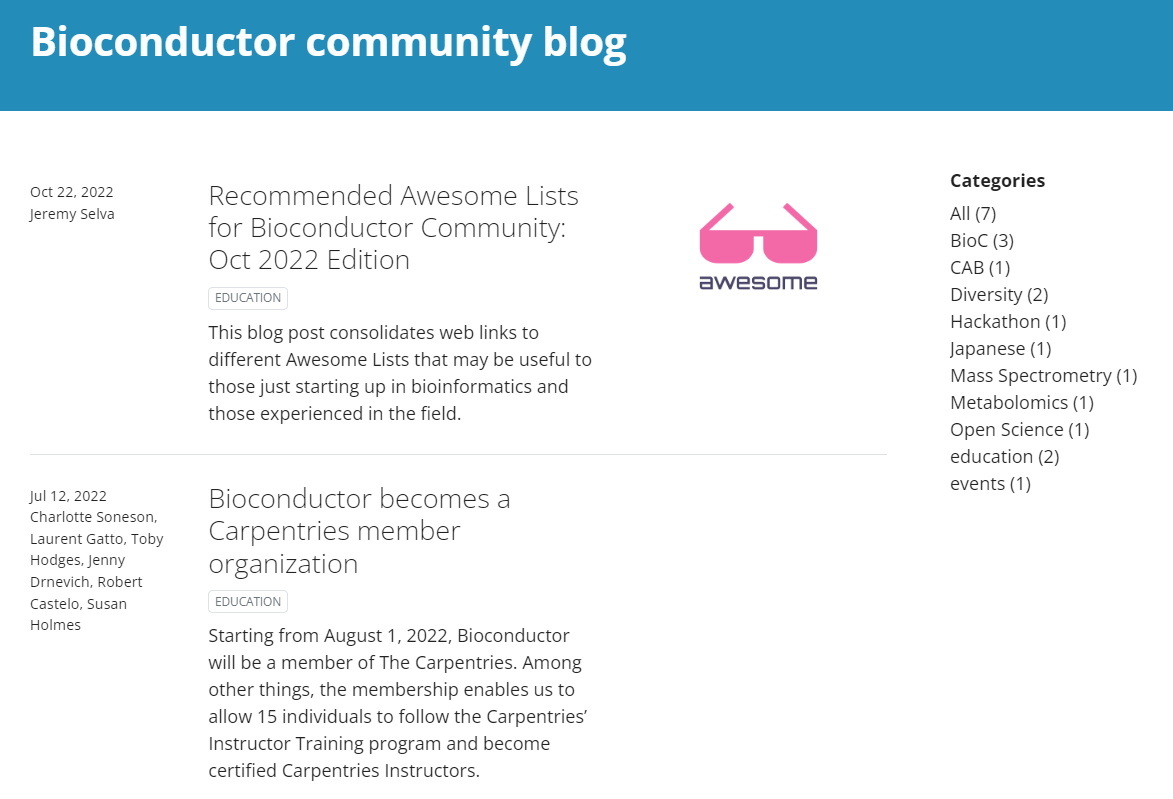 Bioconductor community blog
Oct 22, 2022
Jeremy Selva
Recommended Awesome Lists
for Bioconductor Community:
Oct 2022 Edition
EDUCATION
This blog post consolidates web links to
different Awesome Lists that may be useful to
those just starting up in bioinformatics and
those experienced in the field.
awesome
Jul 12, 2022
Charlotte Soneson,
Laurent Gatto, Toby
Hodges, Jenny
Drnevich, Robert
Castelo, Susan
Holmes
Bioconductor becomes a
Carpentries member
organization
EDUCATION
Starting from August 1, 2022, Bioconductor
will be a member of The Carpentries. Among
other things, the membership enables us to
allow 15 individuals to follow the Carpentries’
Instructor Training program and become
certified Carpentries Instructors.
Categories
All (7)
BioC (3)
CAB (1)
Diversity (2)
Hackathon (1)
Japanese (1)
Mass Spectrometry (1)
Metabolomics (1)
Open Science (1)
education (2)
events (1)